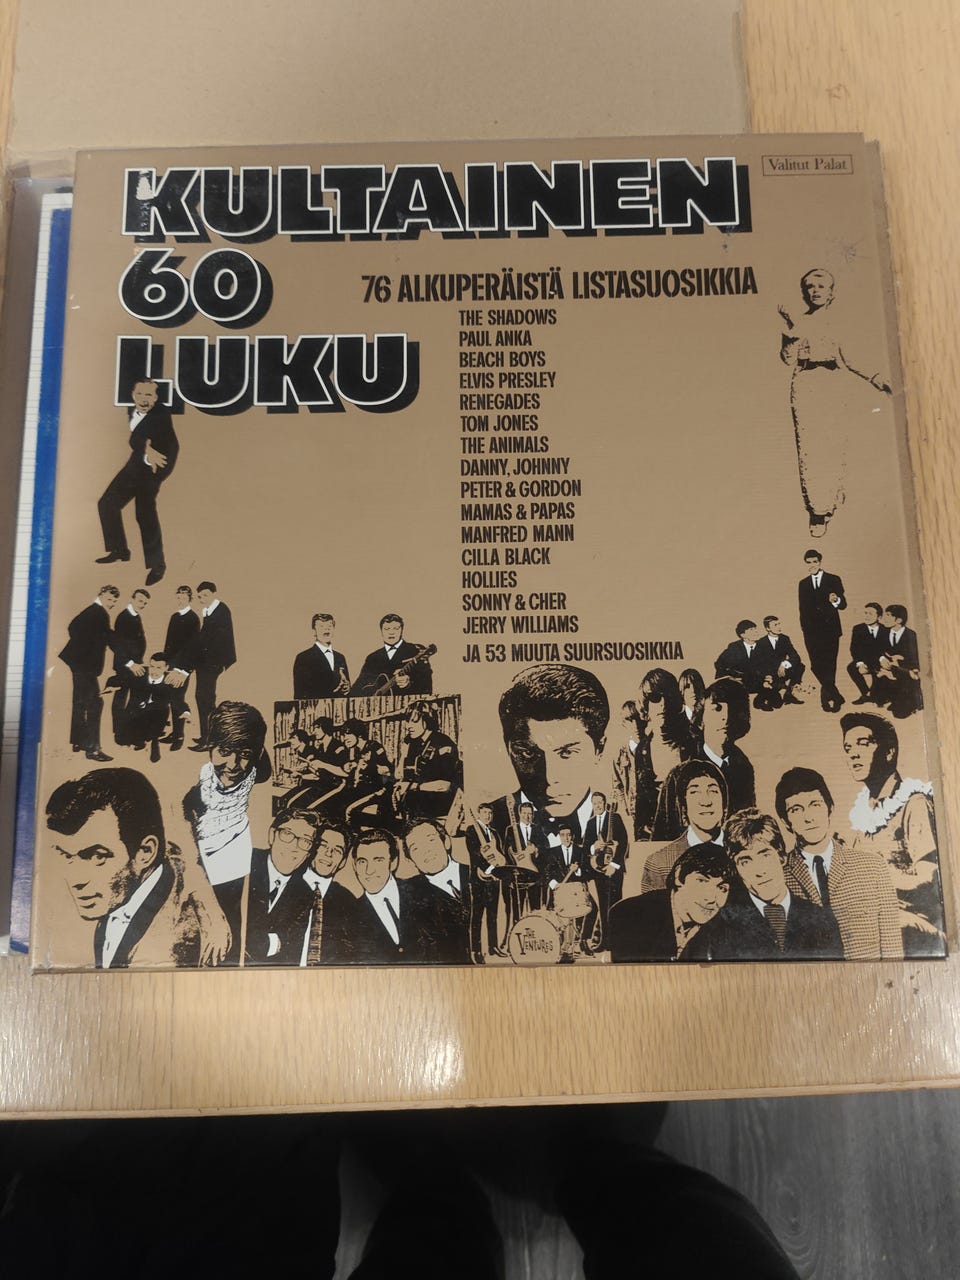 KULTAINEN
60
LUKU
Valitut Palat
76 ALKUPERÄISTÄ LISTASUOSIKKIA
THE SHADOWS
PAUL ANKA
BEACH BOYS
ELVIS PRESLEY
RENEGADES
TOM JONES
THE ANIMALS
DANNY, JOHNNY
PETER & GORDON
MAMAS & PAPAS
MANFRED MANN
CILLA BLACK
HOLLIES
SONNY & CHER
JERRY WILLIAMS
JA 53 MUUTA SUURSUOSIKKIA
THE
VENTURES